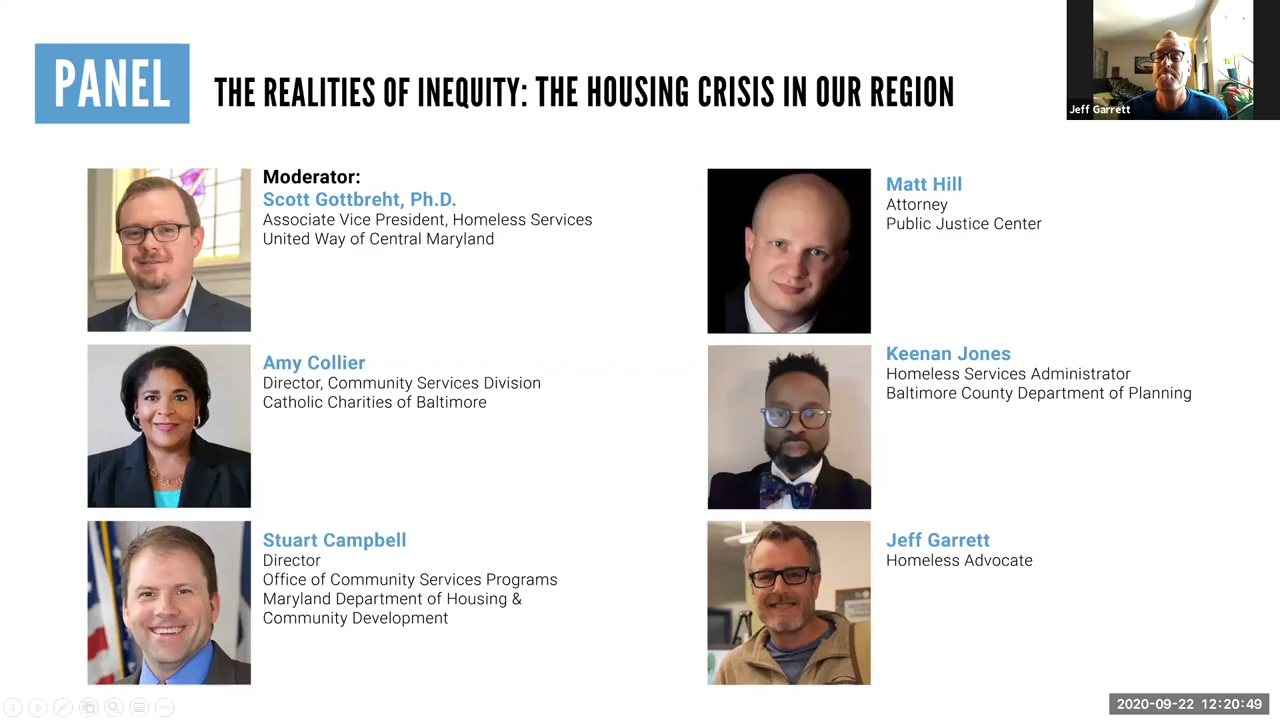 PANEL
THE REALITIES OF INEQUITY: THE HOUSING CRISIS IN OUR REGION
Jeff Garrett
Moderator:
Scott Gottbreht, Ph.D.
Associate Vice President, Homeless Services
United Way of Central Maryland
Amy Collier
Director, Community Services Division
Catholic Charities of Baltimore
Stuart Campbell
Director
Office of Community Services Programs
Maryland Department of Housing &
Community Development
Matt Hill
Attorney
Public Justice Center
Keenan Jones
Homeless Services Administrator
Baltimore County Department of Planning
Jeff Garrett
Homeless Advocate
2020-09-22 12:20:49